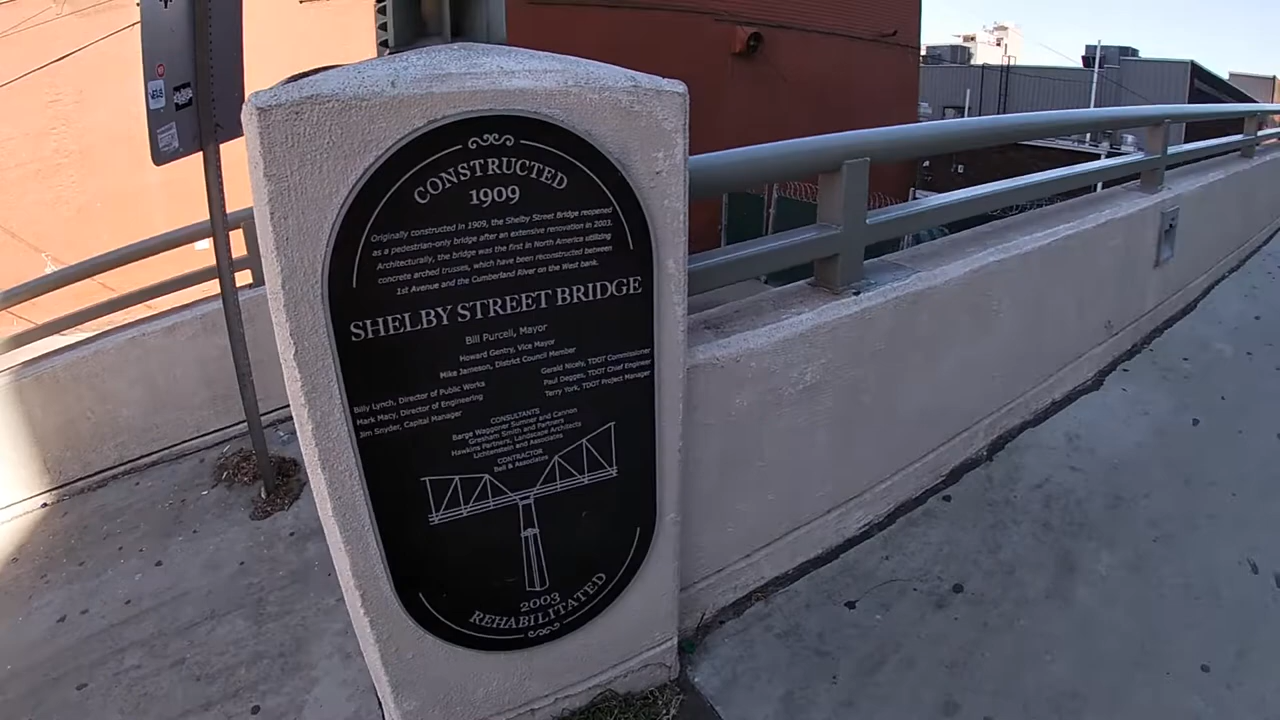 CONSTRUCTED
1909
Originally constructed in 1909, the Shelby Street Bridge reopened
as a pedestrian-only bridge after an extensive renovation in 2003.
Architecturally, the bridge was the first in North America utilizing
concrete arched trusses, which have been reconstructed between
1st Avenue and the Cumberland River on the West bank.
SHELBY STREET BRIDGE
Bill Purcell, Mayor
Howard Gentry, Vice Mayor
Mike Jameson, District Council Member
Billy Lynch, Director of Public Works
Mark Macy, Director of Engineering
Jim Snyder, Capital Manager
Gerald Nicely, TDOT Commissioner
Paul Degges, TDOT Chief Engineer
Terry York, TDOT Project Manager
CONSULTANTS
Barge Waggoner Sumner and Cannon
Gresham Smith and Partners
Hawkins Partners, Landscape Architects
Lichtenstein and Associates
CONTRACTOR
Bell & Associates
2003
REHABILITATED